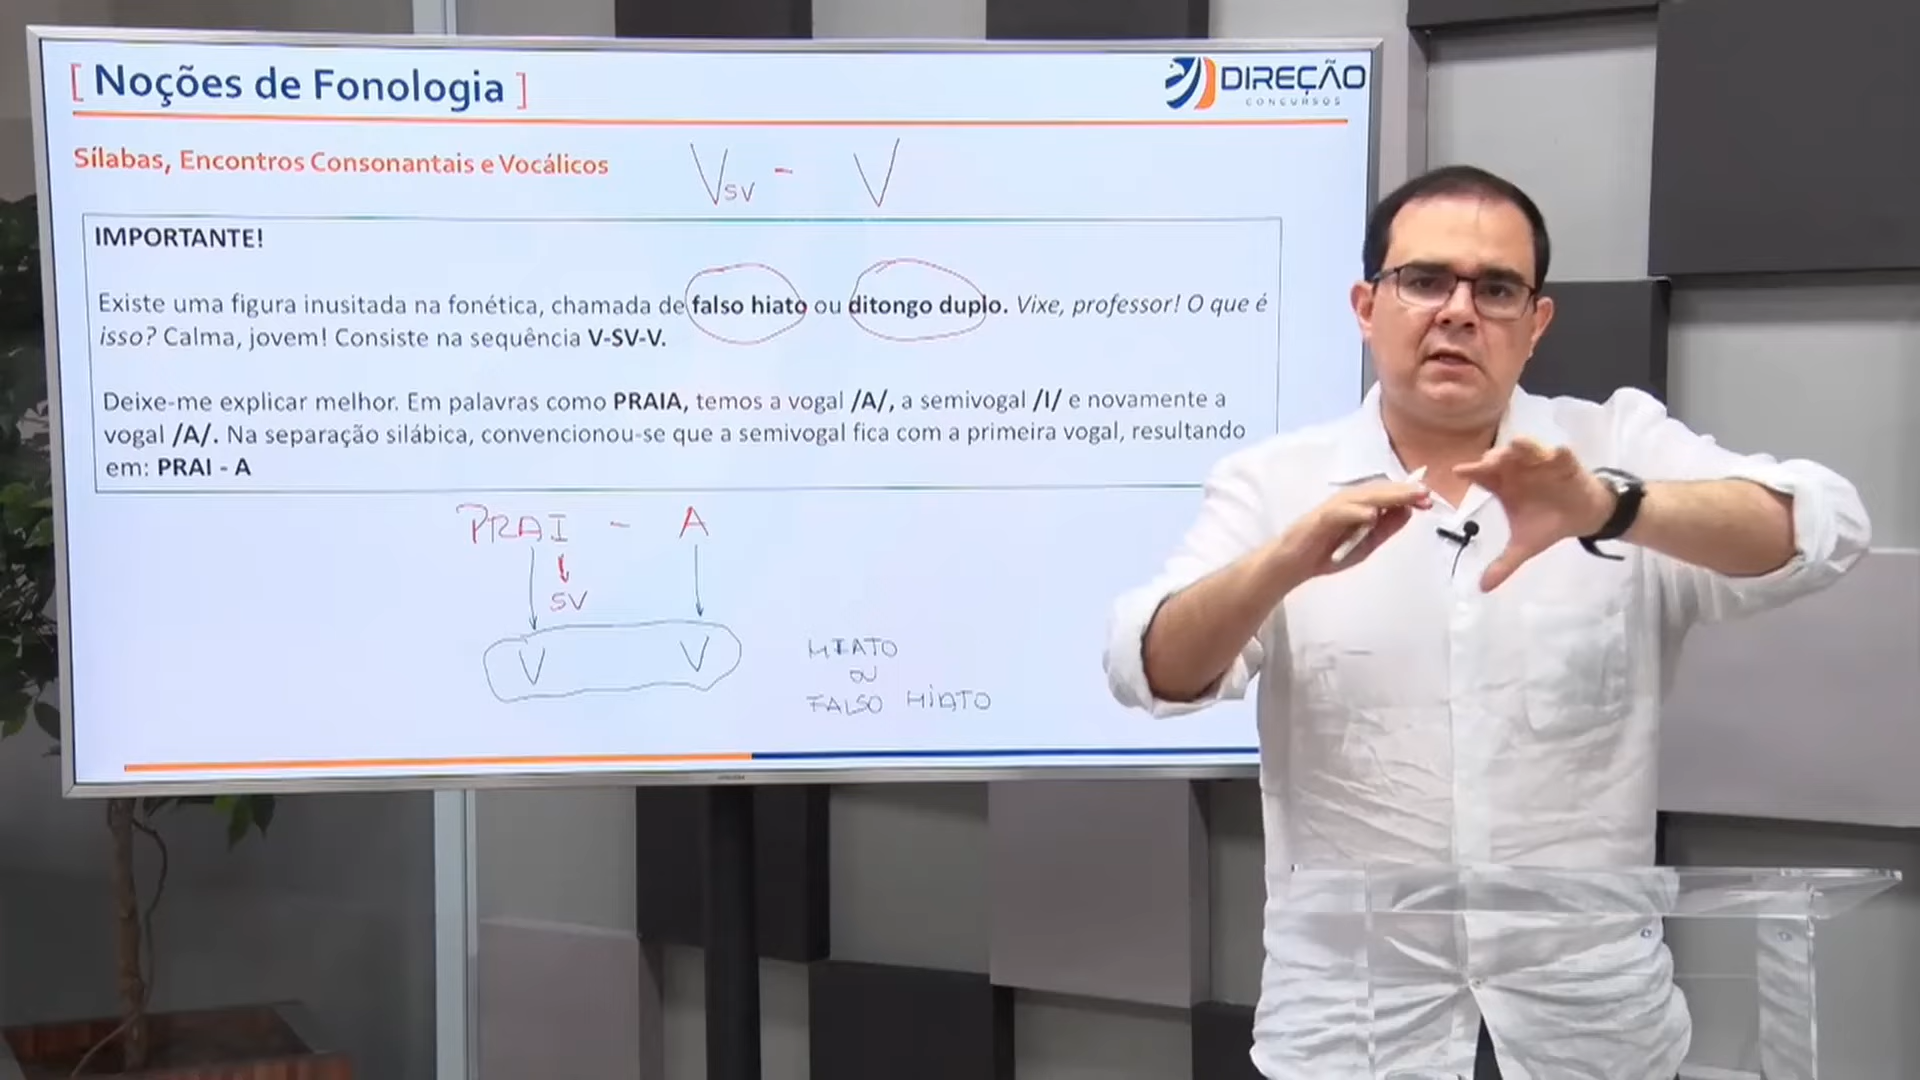 [ Noções de Fonologia ]
DIREÇÃO
CONCURSOS
Sílabas, Encontros Consonantais e Vocálicos
Vsv - V
IMPORTANTE!
Existe uma figura inusitada na fonética, chamada de falso hiato ou ditongo duplo. Vixe, professor! O que é
isso? Calma, jovem! Consiste na sequência V-SV-V.
Deixe-me explicar melhor. Em palavras como PRAIA, temos a vogal /A/, a semivogal /I/ e novamente a
vogal /A/. Na separação silábica, convencionou-se que a semivogal fica com a primeira vogal, resultando
em: PRAI - A
PRAI - A
SV
V V
HIATO
OU
FALSO HIATO